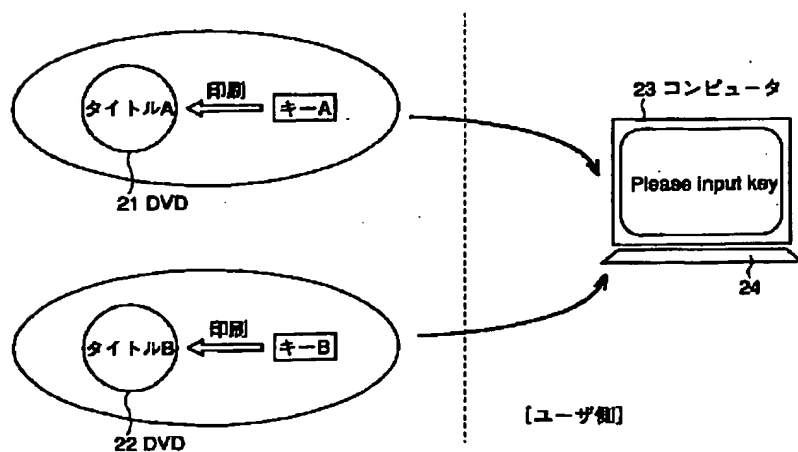 印刷
タイトルA
キーA
21 DVD
23 コンピュータ
Please input key
24
印刷
タイトルB
キーB
22 DVD
[ユーザ側]